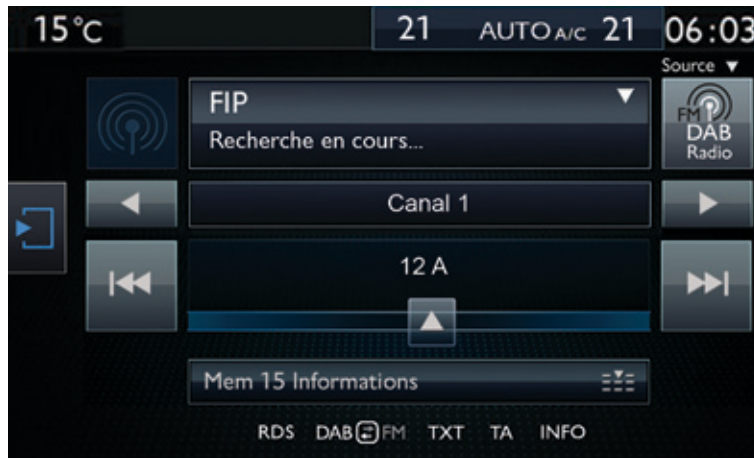 15°C 21 AUTO A/C 21 06:03
Source
FIP
Recherche en cours...
FM
DAB
Radio
Canal 1
12 A
Mem 15 Informations
RDS DAB FM TXT TA INFO